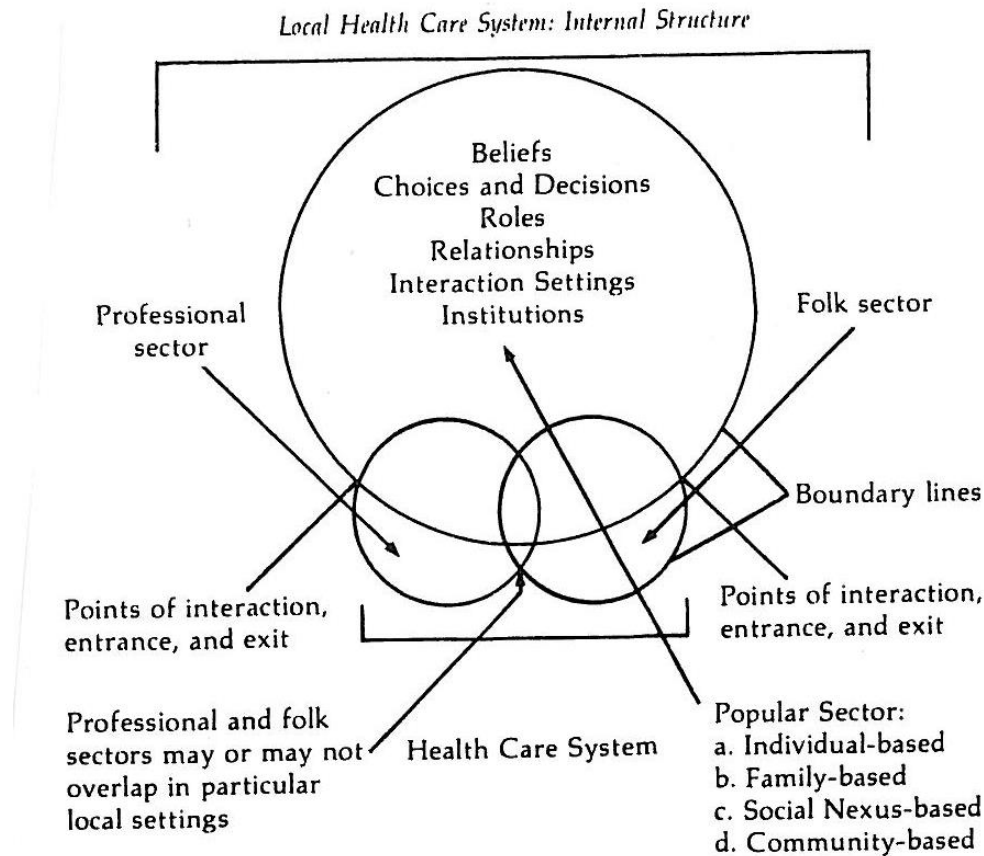 Local Health Care System: Internal Structure
Beliefs
Choices and Decisions
Roles
Relationships
Interaction Settings
Institutions
Professional
sector
Folk sector
Boundary lines
Points of interaction,
entrance, and exit
Points of interaction,
entrance, and exit
Professional and folk
sectors may or may not
overlap in particular
local settings
Health Care System
Popular Sector:
a. Individual-based
b. Family-based
c. Social Nexus-based
d. Community-based